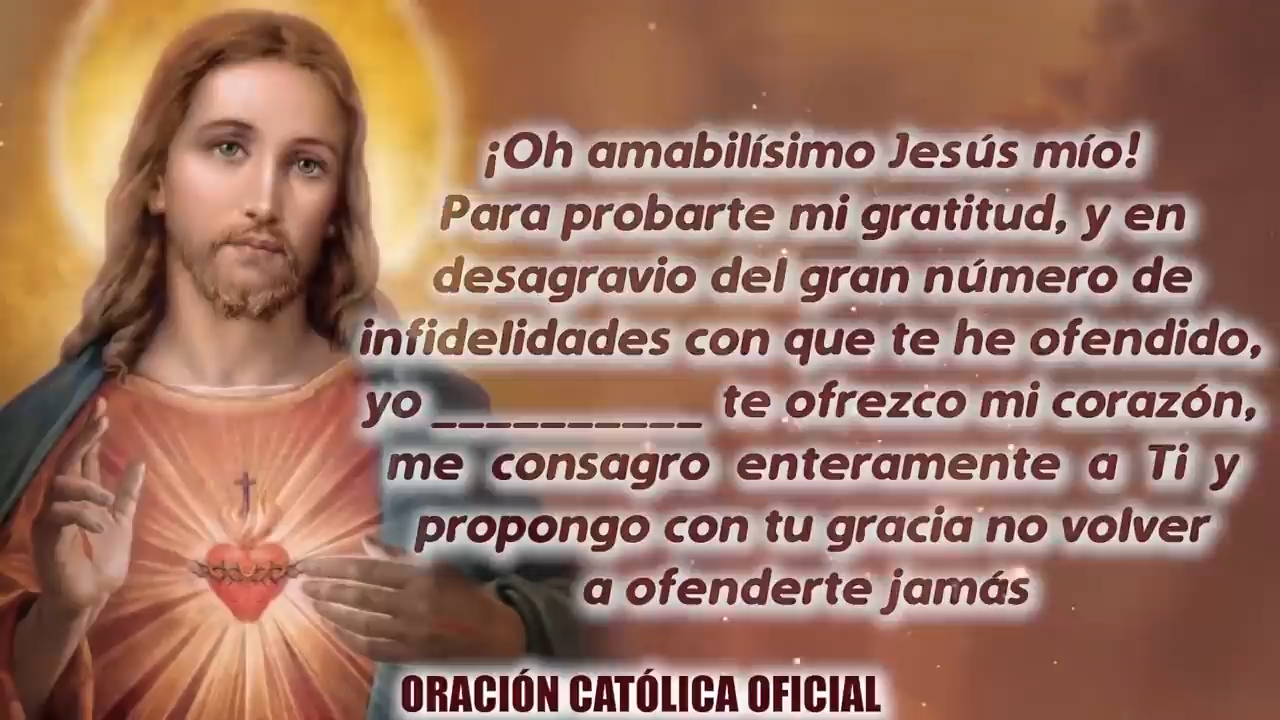 ¡Oh amabilísimo Jesús mío!
Para probarte mi gratitud, y en
desagravio del gran número de
infidelidades con que te he ofendido,
yo __________ te ofrezco mi corazón,
me consagro enteramente a Ti y
propongo con tu gracia no volver
a ofenderte jamás
ORACIÓN CATÓLICA OFICIAL